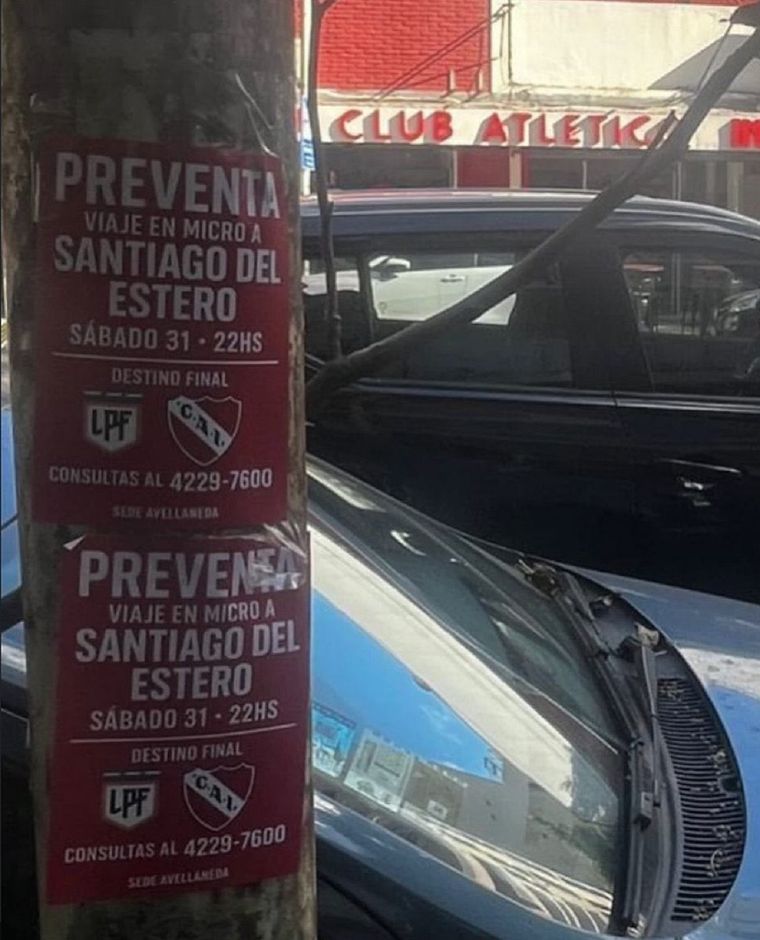 CLUB ATLETIC
PREVENTA
VIAJE EN MICRO A
SANTIAGO DEL
ESTERO
SÁBADO 31 • 22HS
DESTINO FINAL
LPF
C.A.I.
CONSULTAS AL 4229-7600
SEDE AVELLANEDA
PREVENTA
VIAJE EN MICRO A
SANTIAGO DEL
ESTERO
SÁBADO 31 • 22HS
DESTINO FINAL
LPF
C.A.I.
CONSULTAS AL 4229-7600
SEDE AVELLANEDA